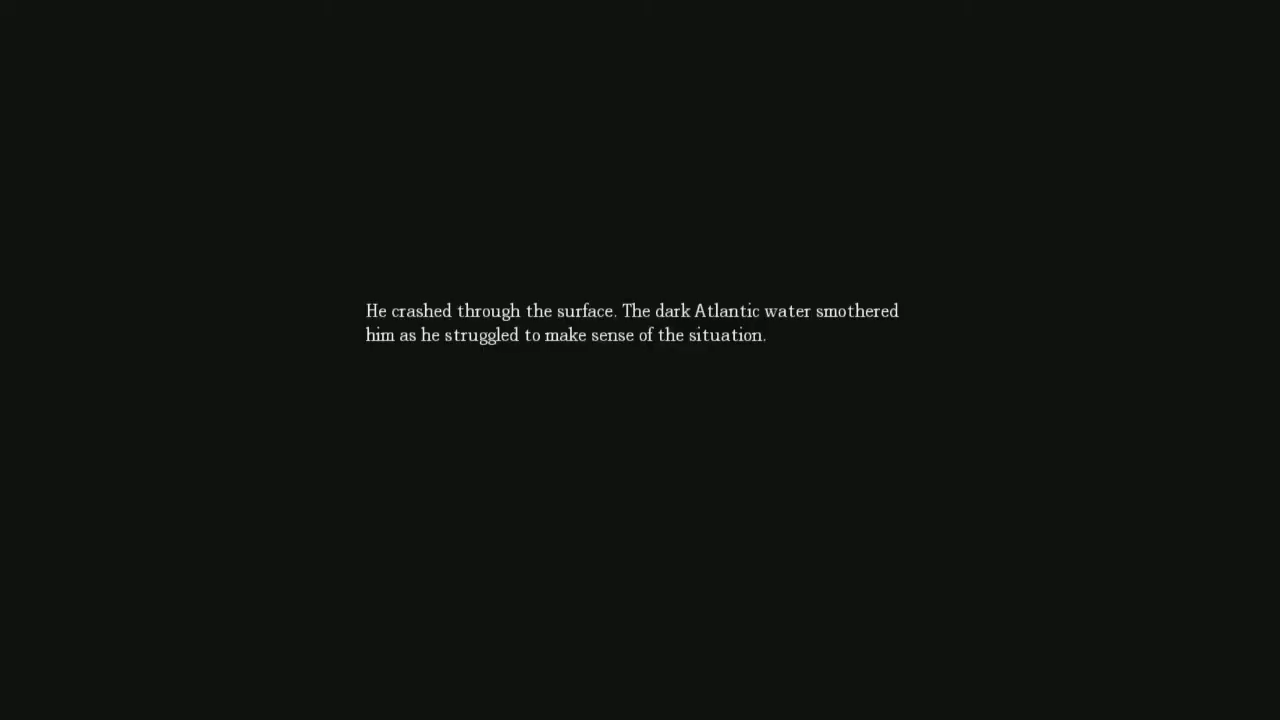 He crashed through the surface. The dark Atlantic water smothered
him as he struggled to make sense of the situation.